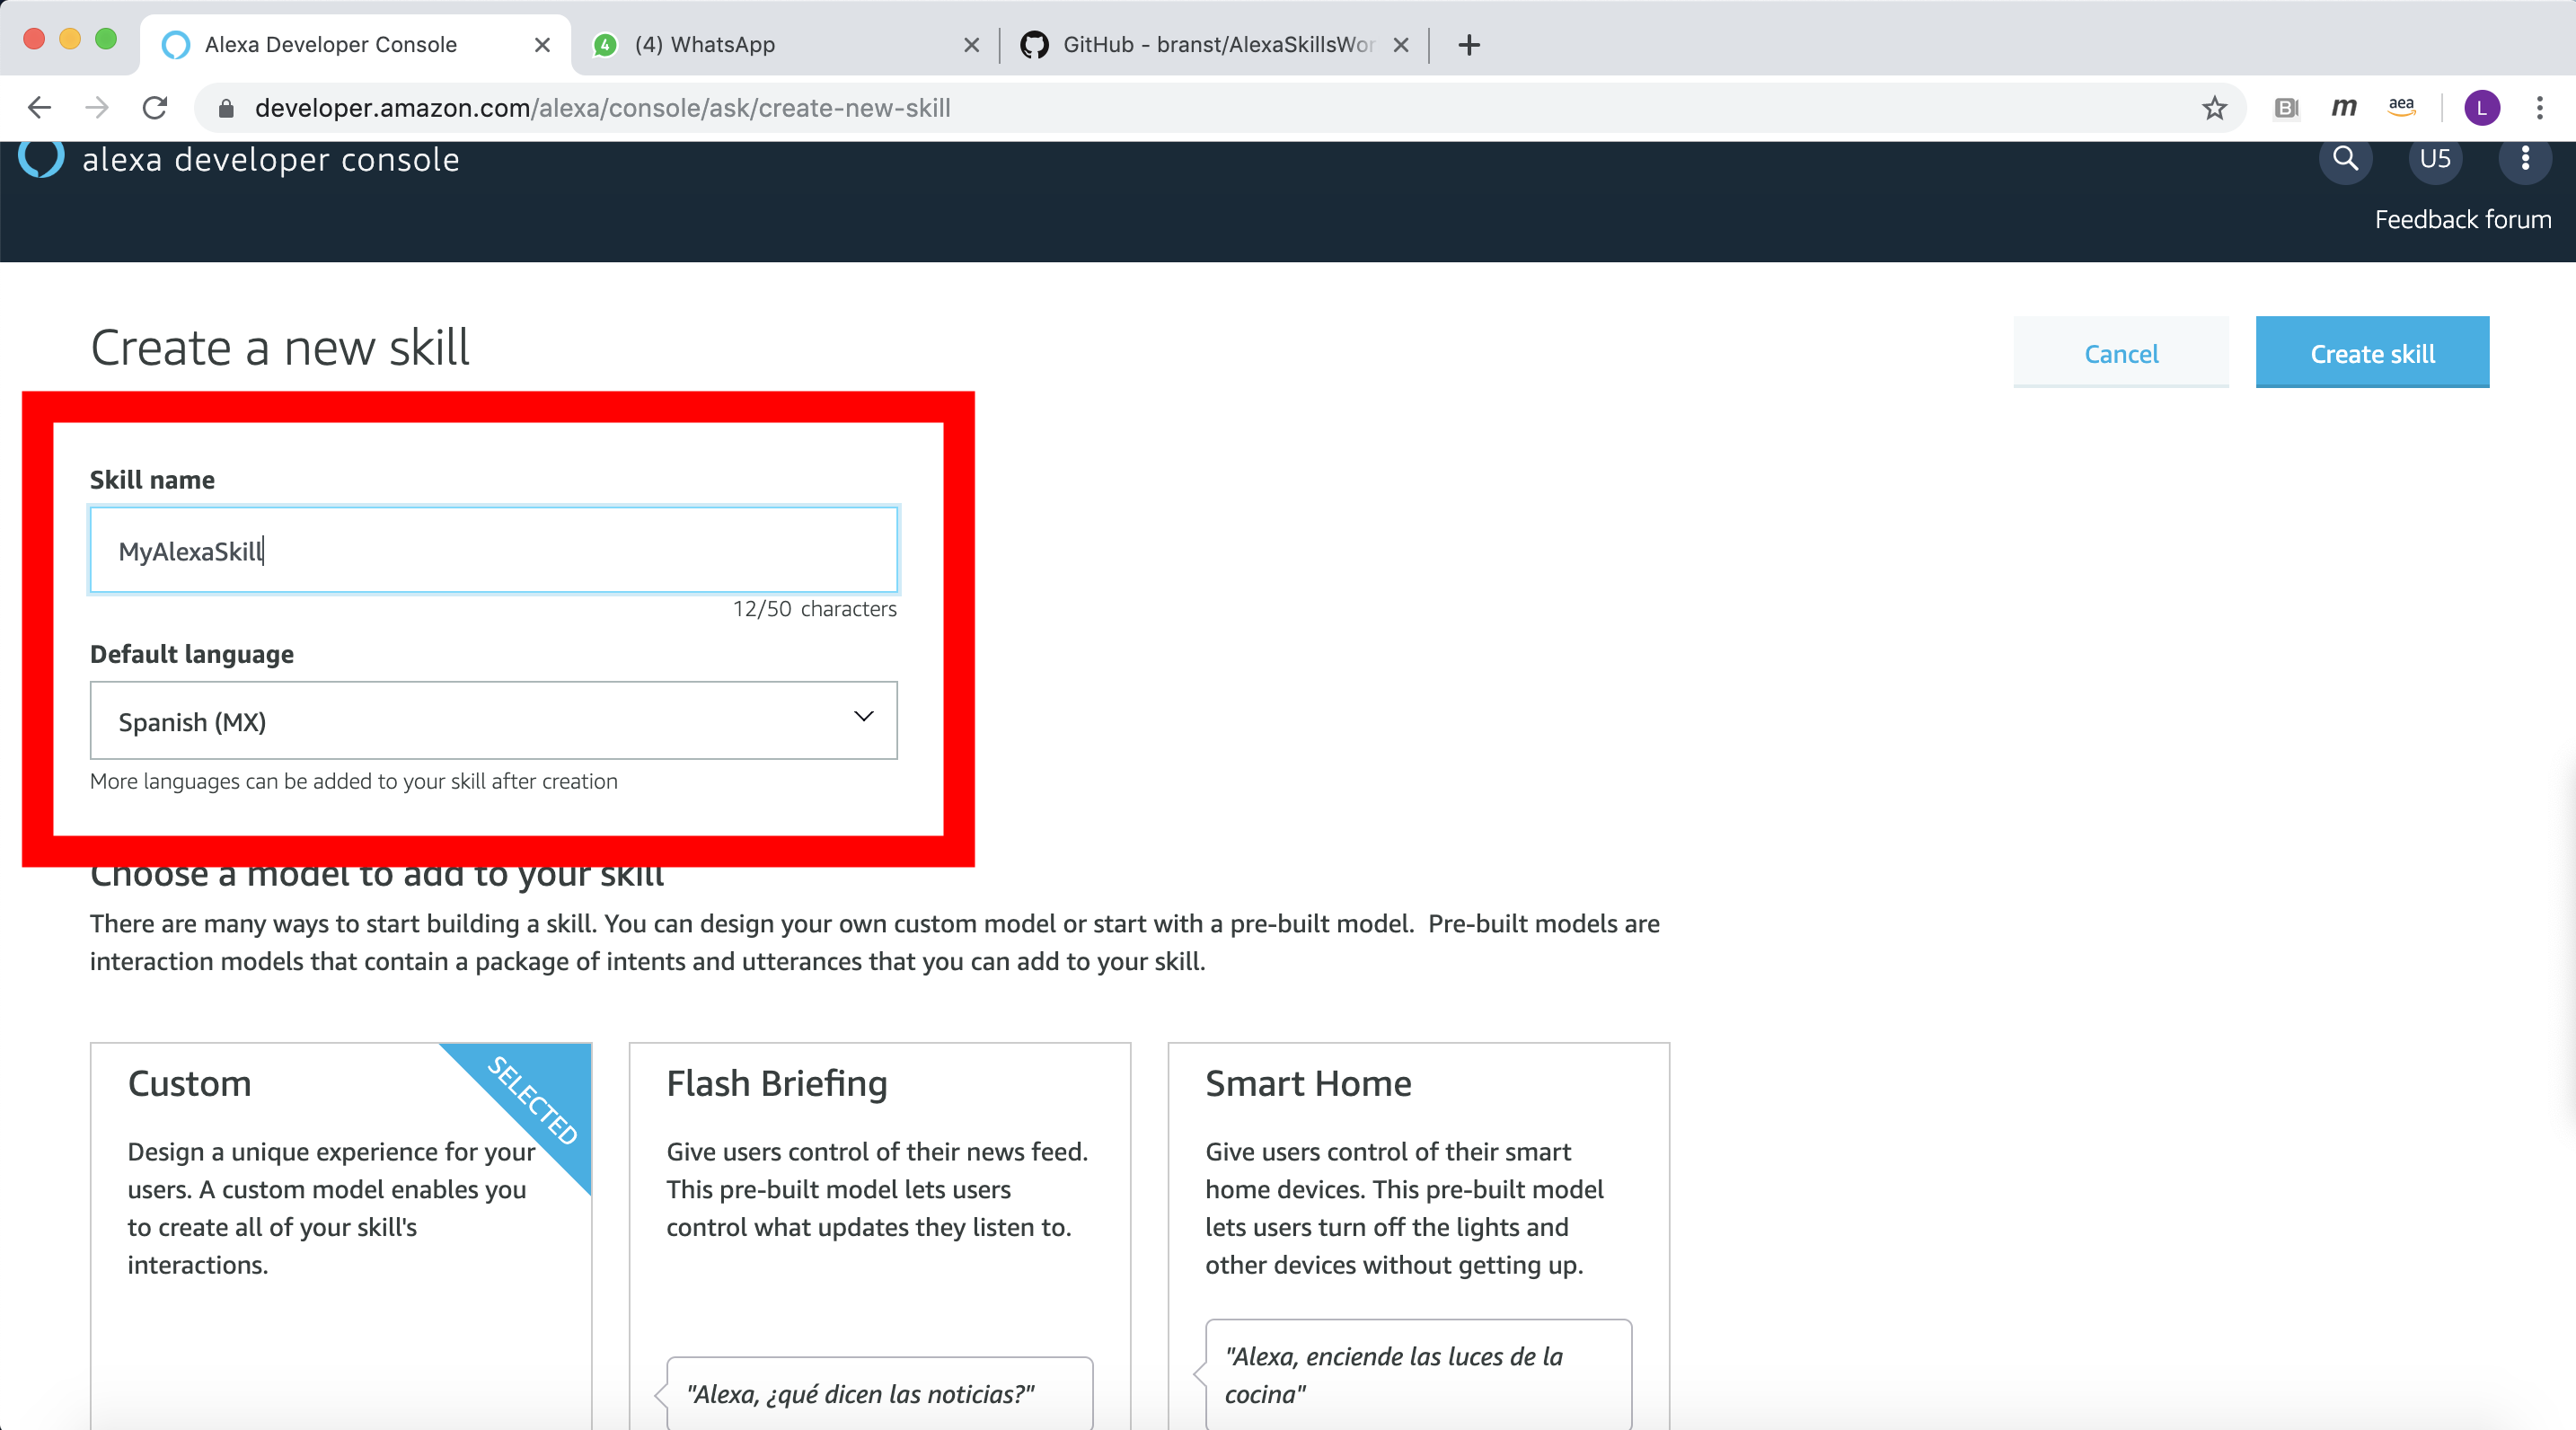 Alexa Developer Console
4
(4) WhatsApp
GitHub - branst/AlexaSkillsWor
developer.amazon.com/alexa/console/ask/create-new-skill
B
m
aea
L
alexa developer console
U5
Feedback forum
Create a new skill
Cancel
Create skill
Skill name
MyAlexaSkill
12/50 characters
Default language
Spanish (MX)
More languages can be added to your skill after creation
Choose a model to add to your skill
There are many ways to start building a skill. You can design your own custom model or start with a pre-built model. Pre-built models are
interaction models that contain a package of intents and utterances that you can add to your skill.
Custom
SELECTED
Design a unique experience for your
users. A custom model enables you
to create all of your skill's
interactions.
Flash Briefing
Give users control of their news feed.
This pre-built model lets users
control what updates they listen to.
"Alexa, ¿qué dicen las noticias?"
Smart Home
Give users control of their smart
home devices. This pre-built model
lets users turn off the lights and
other devices without getting up.
"Alexa, enciende las luces de la
cocina"